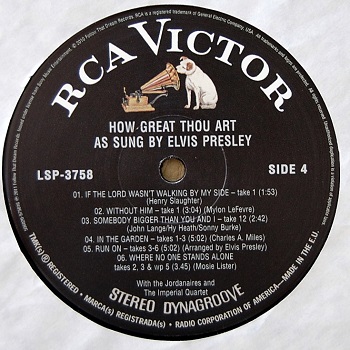 RCA VICTOR
HOW GREAT THOU ART
AS SUNG BY ELVIS PRESLEY
LSP-3758
SIDE 4
01. IF THE LORD WASN'T WALKING BY MY SIDE – take 1 (1:53)
(Henry Slaughter)
02. WITHOUT HIM – take 1 (3:04) (Mylon LeFevre)
03. SOMEBODY BIGGER THAN YOU AND I – take 12 (2:42)
(John Lange/Hy Heath/Sonny Burke)
04. IN THE GARDEN – takes 1-3 (5:02) (Charles A. Miles)
05. RUN ON – takes 3-6 (5:02) (Arranged by Elvis Presley)
06. WHERE NO ONE STANDS ALONE
takes 2, 3 & wp 5 (3:45) (Mosie Lister)
With the Jordanaires and
The Imperial Quartet
STEREO DYNAGROOVE
TMK(s) ® REGISTERED • MARCA(s) REGISTRADA(s) • RADIO CORPORATION OF AMERICA—MADE IN THE E.U.